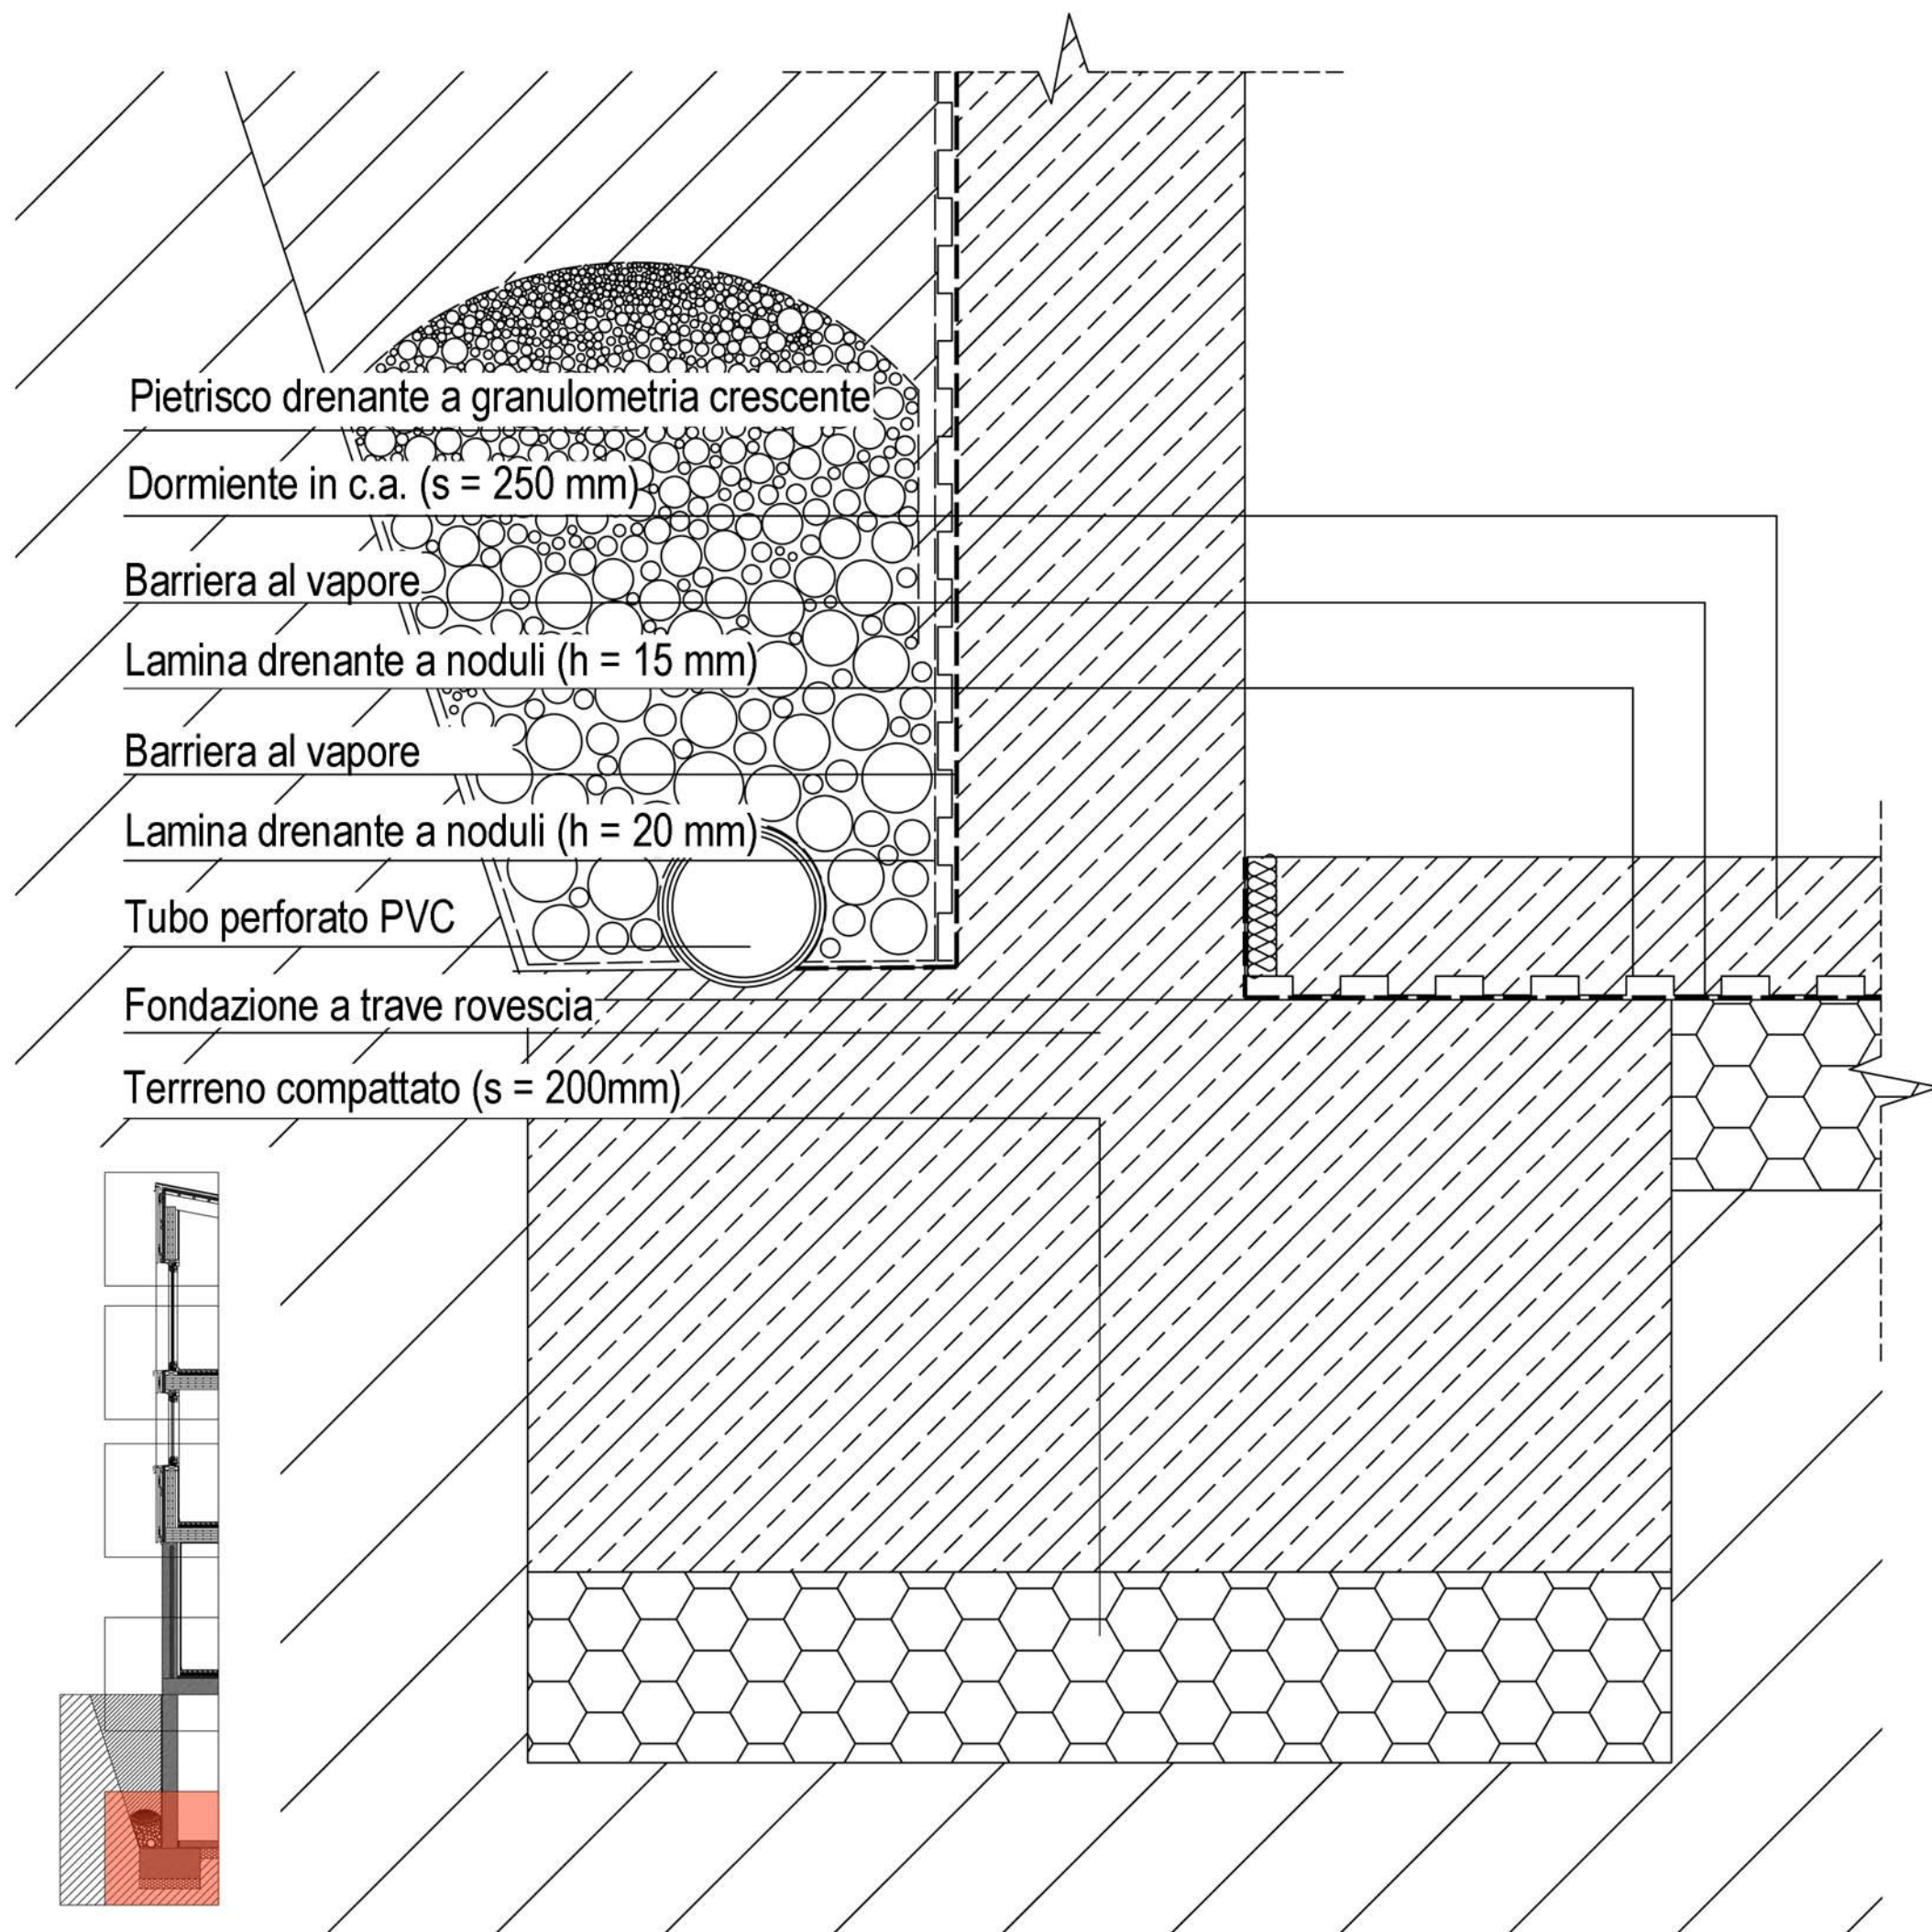 Pietrisco drenante a granulometria crescente
Dormiente in c.a. (s = 250 mm)
Barriera al vapore
Lamina drenante a noduli (h = 15 mm)
Barriera al vapore
Lamina drenante a noduli (h = 20 mm)
Tubo perforato PVC
Fondazione a trave rovescia
Terrreno compattato (s = 200mm)